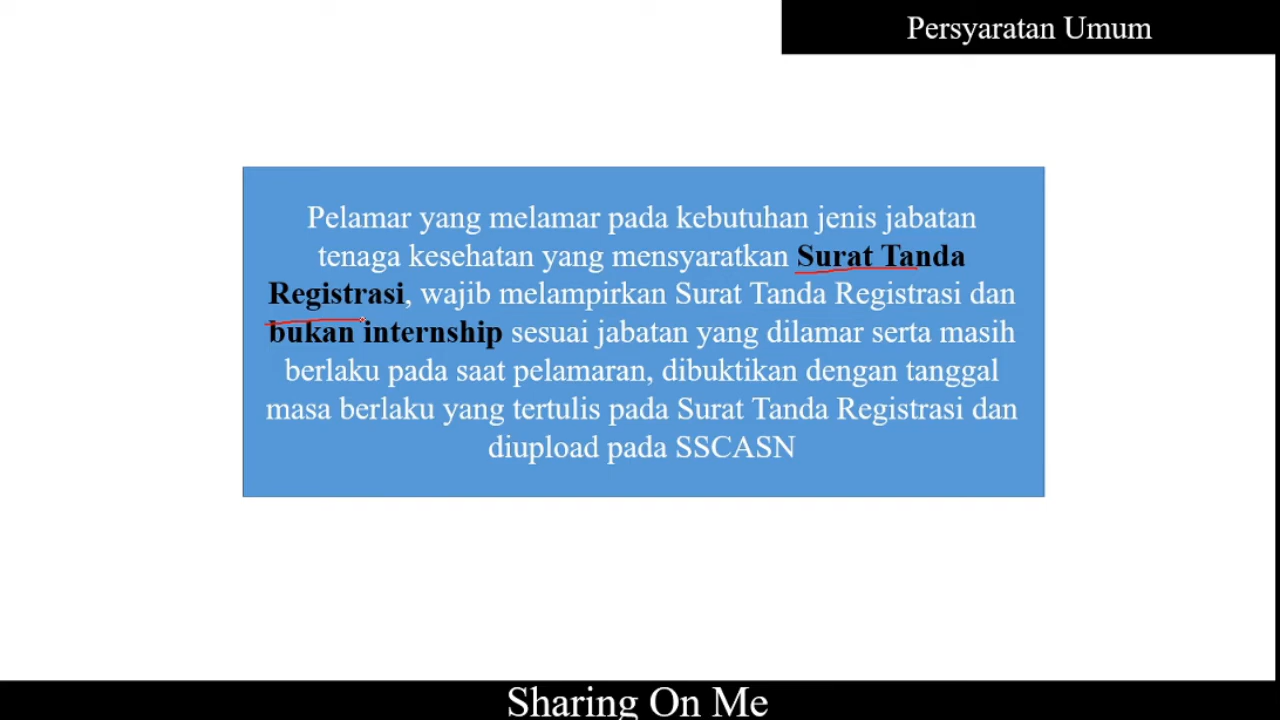 Persyaratan Umum
Pelamar yang melamar pada kebutuhan jenis jabatan
tenaga kesehatan yang mensyaratkan Surat Tanda
Registrasi, wajib melampirkan Surat Tanda Registrasi dan
bukan internship sesuai jabatan yang dilamar serta masih
berlaku pada saat pelamaran, dibuktikan dengan tanggal
masa berlaku yang tertulis pada Surat Tanda Registrasi dan
diupload pada SSCASN
Sharing On Me